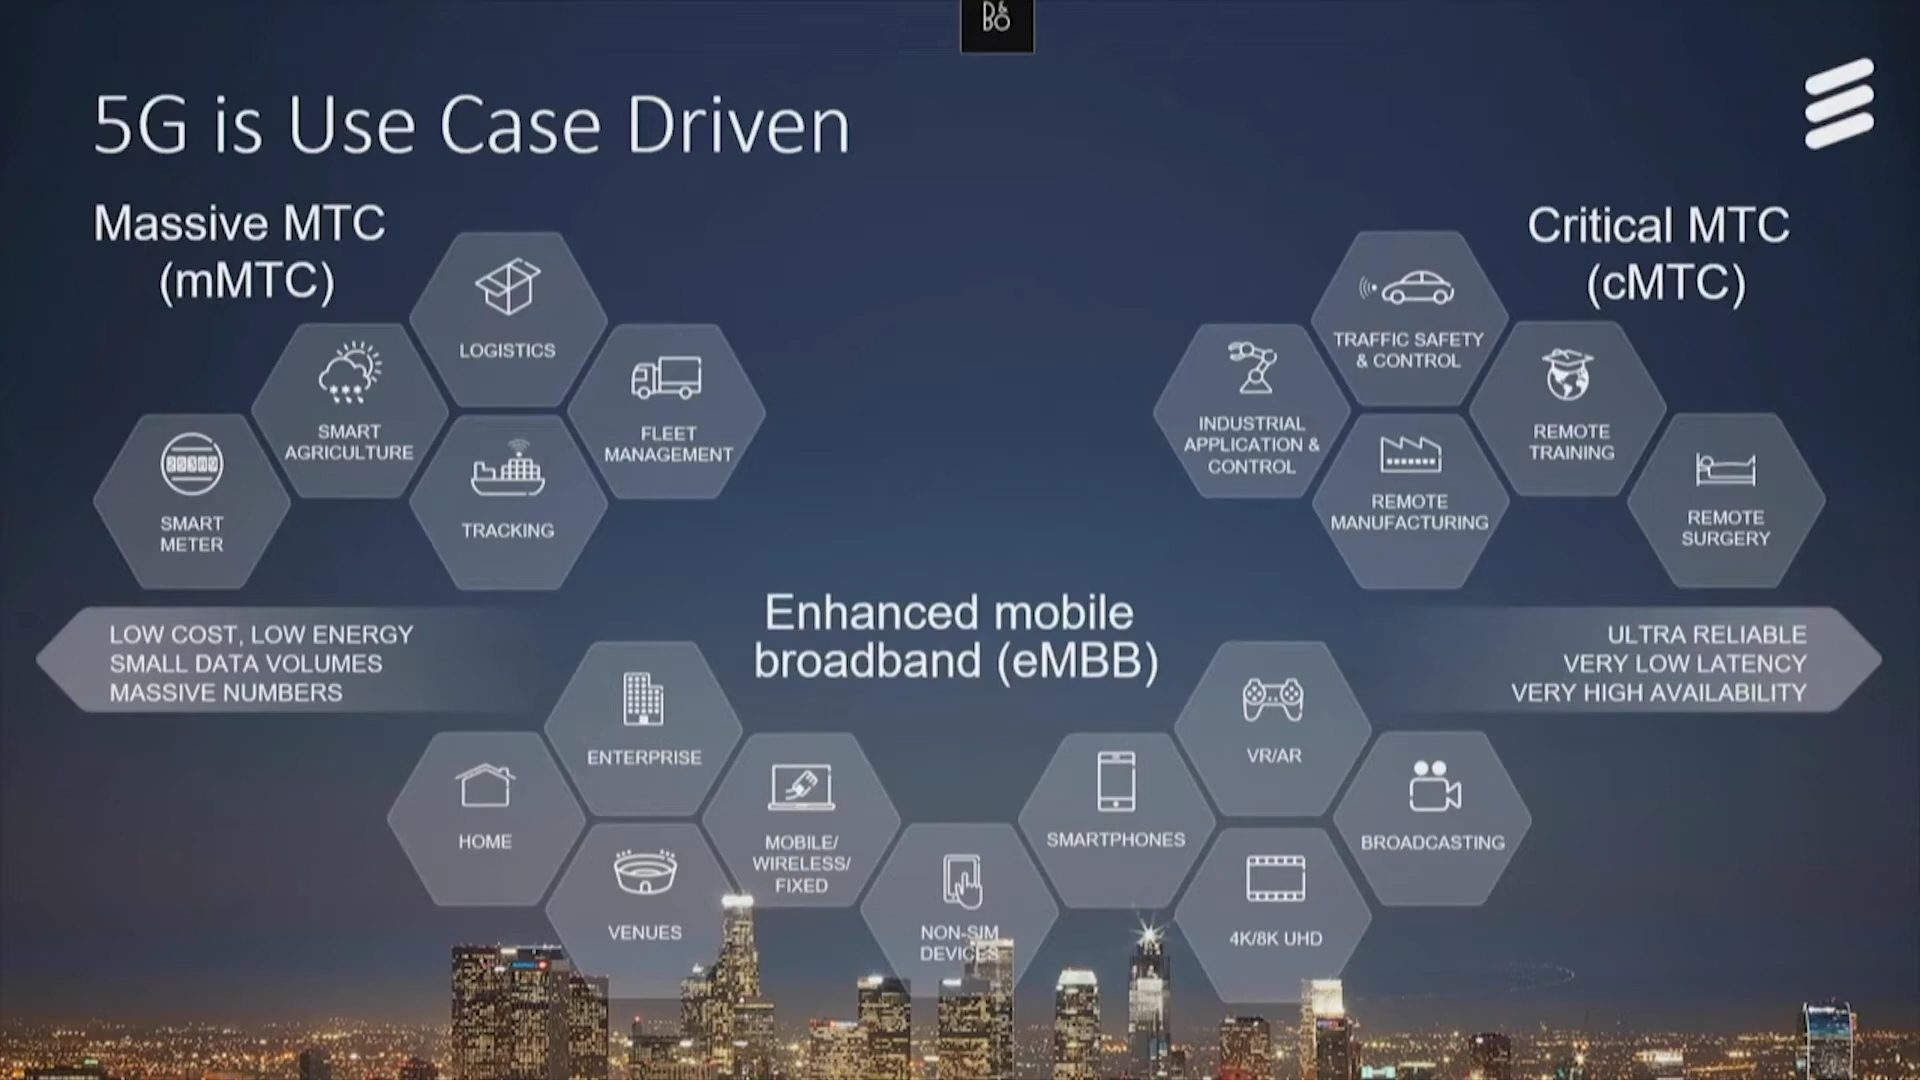 B&O
5G is Use Case Driven
Massive MTC
(mMTC)
Critical MTC
(cMTC)
LOGISTICS
SMART
AGRICULTURE
FLEET
MANAGEMENT
SMART
METER
TRACKING
TRAFFIC SAFETY
& CONTROL
INDUSTRIAL
APPLICATION &
CONTROL
REMOTE
TRAINING
REMOTE
MANUFACTURING
REMOTE
SURGERY
LOW COST, LOW ENERGY
SMALL DATA VOLUMES
MASSIVE NUMBERS
Enhanced mobile
broadband (eMBB)
ULTRA RELIABLE
VERY LOW LATENCY
VERY HIGH AVAILABILITY
ENTERPRISE
HOME
MOBILE/
WIRELESS/
FIXED
VENUES
NON-SIM
DEVICES
SMARTPHONES
VR/AR
BROADCASTING
4K/8K UHD